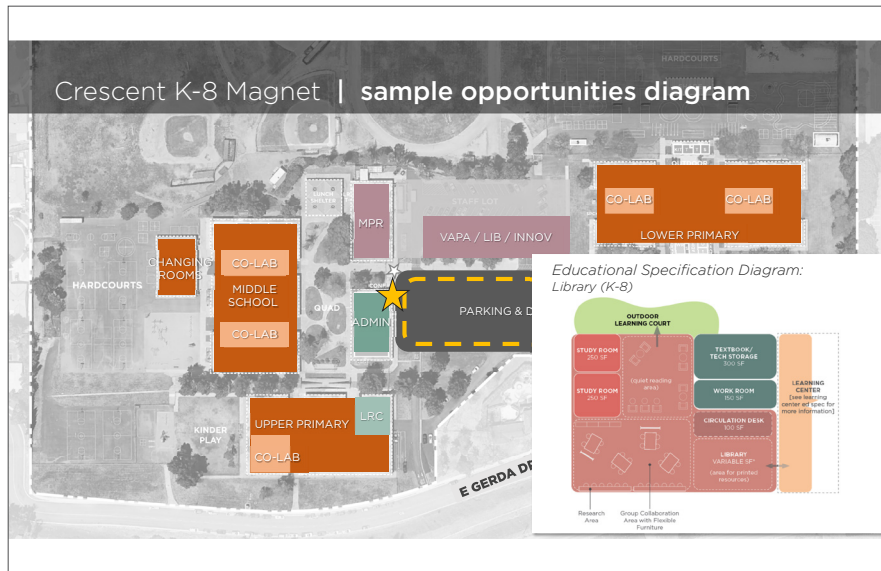 HARDCOURTS
Crescent K-8 Magnet | sample opportunities diagram
LUNCH
SHELTER
STAFF LOT
MPR
CO-LAB
CO-LAB
VAPA / LIB / INNOV
LOWER PRIMARY
CHANGING
ROOMS
CO-LAB
HARDCOURTS
MIDDLE
SCHOOL
QUAD
ADMIN
PARKING & D
CO-LAB
KINDER
PLAY
UPPER PRIMARY
LRC
CO-LAB
E GERDA DR
Educational Specification Diagram:
Library (K-8)
OUTDOOR
LEARNING COURT
STUDY ROOM
250 SF
(quiet reading
area)
TEXTBOOK/
TECH STORAGE
300 SF
STUDY ROOM
250 SF
WORK ROOM
150 SF
LEARNING
CENTER
[see learning
center ed spec for
more information]
CIRCULATION DESK
100 SF
LIBRARY
VARIABLE SF*
(area for printed
resources)
Research
Area
Group Collaboration
Area with Flexible
Furniture